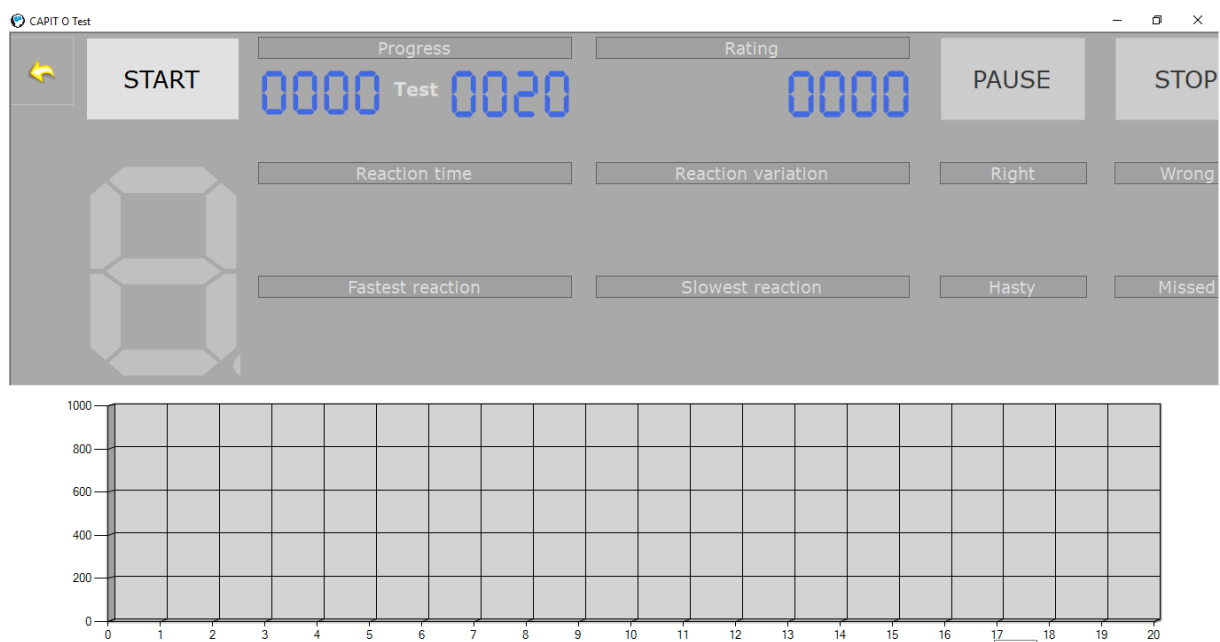 CAPIT O Test
START
Progress
Rating
PAUSE
STOP
0000 Test 0020
0000
Reaction time
Reaction variation
Right
Wrong
Fastest reaction
Slowest reaction
Hasty
Missed
1000
800
600
400
200
0
0 1 2 3 4 5 6 7 8 9 10 11 12 13 14 15 16 17 18 19 20